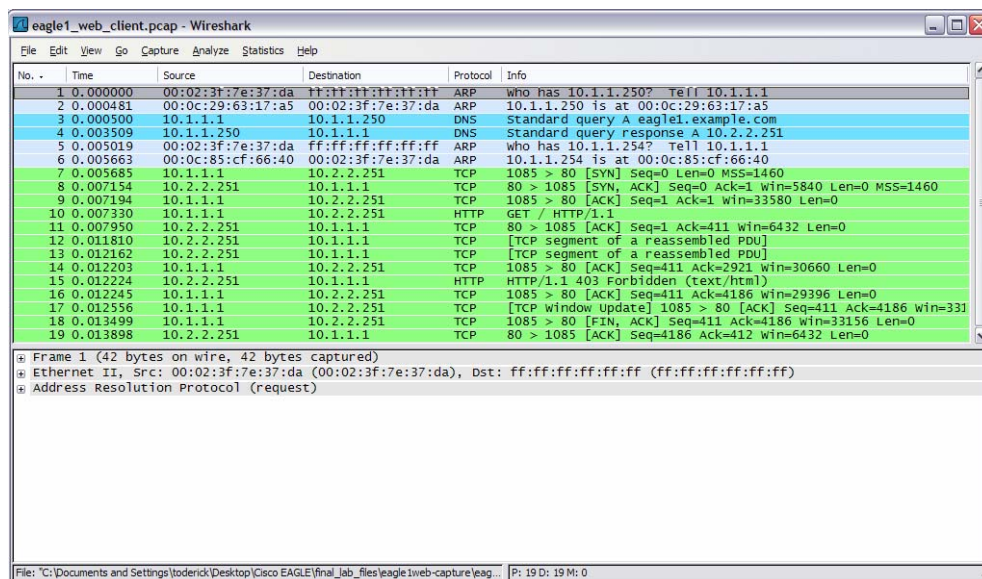 eagle1_web_client.pcap - Wireshark
File Edit View Go Capture Analyze Statistics Help
No. - Time Source Destination Protocol Info
1 0.000000 00:02:3f:7e:37:da ff:ff:ff:ff:ff:ff ARP Who has 10.1.1.250? Tell 10.1.1.1
2 0.000481 00:0c:29:63:17:a5 00:02:3f:7e:37:da ARP 10.1.1.250 is at 00:0c:29:63:17:a5
3 0.000500 10.1.1.1 10.1.1.250 DNS Standard query A eagle1.example.com
4 0.003509 10.1.1.250 10.1.1.1 DNS Standard query response A 10.2.2.251
5 0.005019 00:02:3f:7e:37:da ff:ff:ff:ff:ff:ff ARP Who has 10.1.1.254? Tell 10.1.1.1
6 0.005663 00:0c:85:cf:66:40 00:02:3f:7e:37:da ARP 10.1.1.254 is at 00:0c:85:cf:66:40
7 0.005685 10.1.1.1 10.2.2.251 TCP 1085 > 80 [SYN] Seq=0 Len=0 MSS=1460
8 0.007154 10.2.2.251 10.1.1.1 TCP 80 > 1085 [SYN, ACK] Seq=0 Ack=1 Win=5840 Len=0 MSS=1460
9 0.007194 10.1.1.1 10.2.2.251 TCP 1085 > 80 [ACK] Seq=1 Ack=1 Win=33580 Len=0
10 0.007330 10.1.1.1 10.2.2.251 HTTP GET / HTTP/1.1
11 0.007950 10.2.2.251 10.1.1.1 TCP 80 > 1085 [ACK] Seq=1 Ack=411 Win=6432 Len=0
12 0.011810 10.2.2.251 10.1.1.1 TCP [TCP segment of a reassembled PDU]
13 0.012162 10.2.2.251 10.1.1.1 TCP [TCP segment of a reassembled PDU]
14 0.012203 10.1.1.1 10.2.2.251 TCP 1085 > 80 [ACK] Seq=411 Ack=2921 Win=30660 Len=0
15 0.012224 10.2.2.251 10.1.1.1 HTTP HTTP/1.1 403 Forbidden (text/html)
16 0.012245 10.1.1.1 10.2.2.251 TCP 1085 > 80 [ACK] Seq=411 Ack=4186 Win=29396 Len=0
17 0.012556 10.1.1.1 10.2.2.251 TCP [TCP Window Update] 1085 > 80 [ACK] Seq=411 Ack=4186 Win=331
18 0.013499 10.1.1.1 10.2.2.251 TCP 1085 > 80 [FIN, ACK] Seq=411 Ack=4186 Win=33156 Len=0
19 0.013898 10.2.2.251 10.1.1.1 TCP 80 > 1085 [ACK] Seq=4186 Ack=412 Win=6432 Len=0
Frame 1 (42 bytes on wire, 42 bytes captured)
Ethernet II, Src: 00:02:3f:7e:37:da (00:02:3f:7e:37:da), Dst: ff:ff:ff:ff:ff:ff (ff:ff:ff:ff:ff:ff)
Address Resolution Protocol (request)
File: "C:\Documents and Settings\toderick\Desktop\Cisco EAGLE\final_lab_files\eagle1web-capture\eag... P: 19 D: 19 M: 0